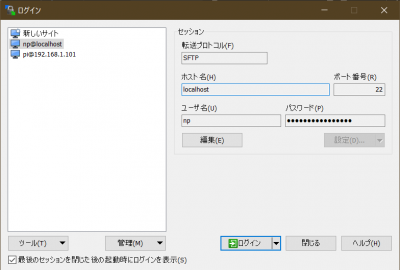 ログイン
新しいサイト
np@localhost
pi@192.168.1.101
セッション
転送プロトコル(F)
SFTP
ホスト名(H)
ポート番号(R)
localhost
22
ユーザ名(U)
パスワード(P)
np
••••••••••••••••
編集(E)
設定(D)...
ツール(T)
管理(M)
ログイン
閉じる
ヘルプ(H)
最後のセッションを閉じた後の起動時にログインを表示(S)